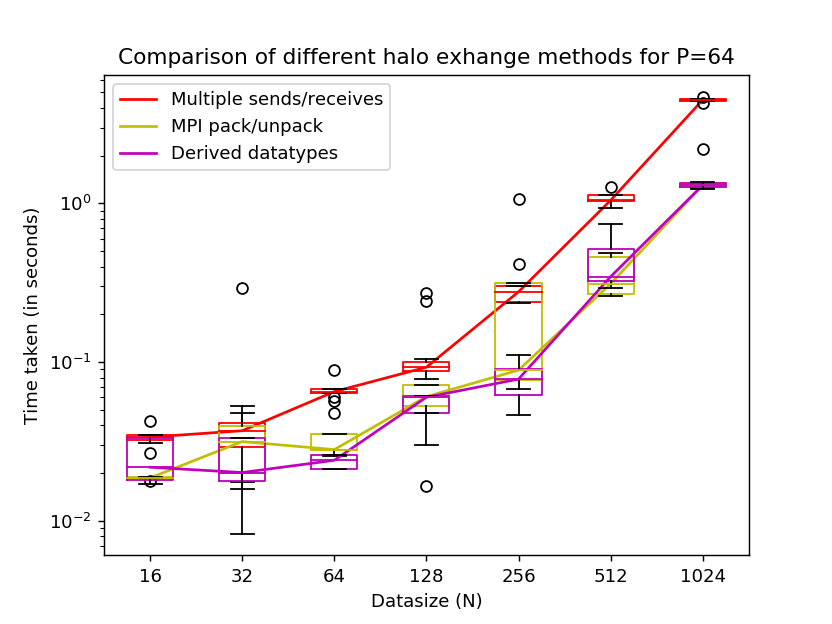 Comparison of different halo exhange methods for P=64
Multiple sends/receives
MPI pack/unpack
Derived datatypes
Time taken (in seconds)
10⁰
10⁻¹
10⁻²
16 32 64 128 256 512 1024
Datasize (N)